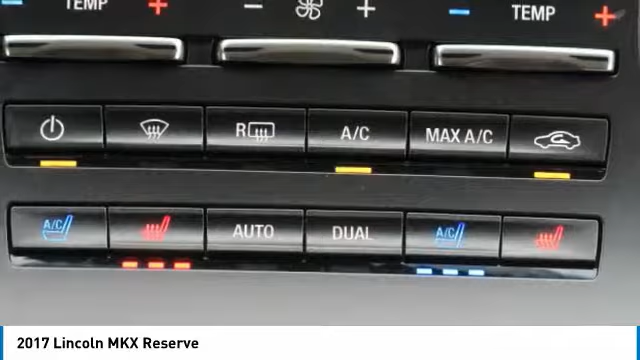 TEMP
TEMP
R A/C MAX A/C
A/C AUTO DUAL A/C
2017 Lincoln MKX Reserve